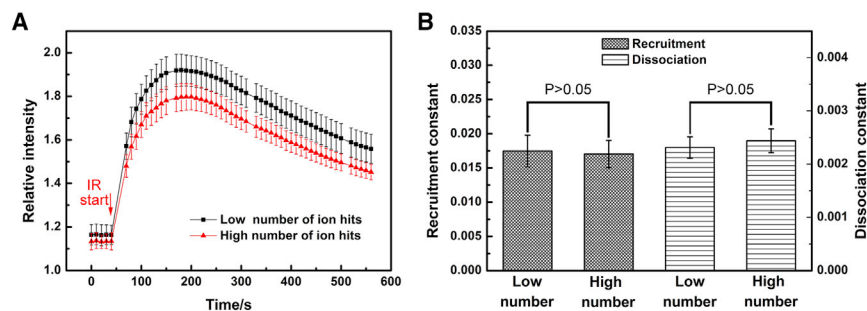 A
Relative intensity
2.0
1.8
1.6
1.4
1.2
1.0
IR
start
Low number of ion hits
High number of ion hits
0 100 200 300 400 500 600
Time/s
B
Recruitment constant
0.035
0.030
0.025
0.020
0.015
0.010
0.005
0.000
Recruitment
Dissociation
P>0.05
P>0.05
Low
number
High
number
Low
number
High
number
0.004
0.003
0.002
0.001
0.000
Dissociation constant